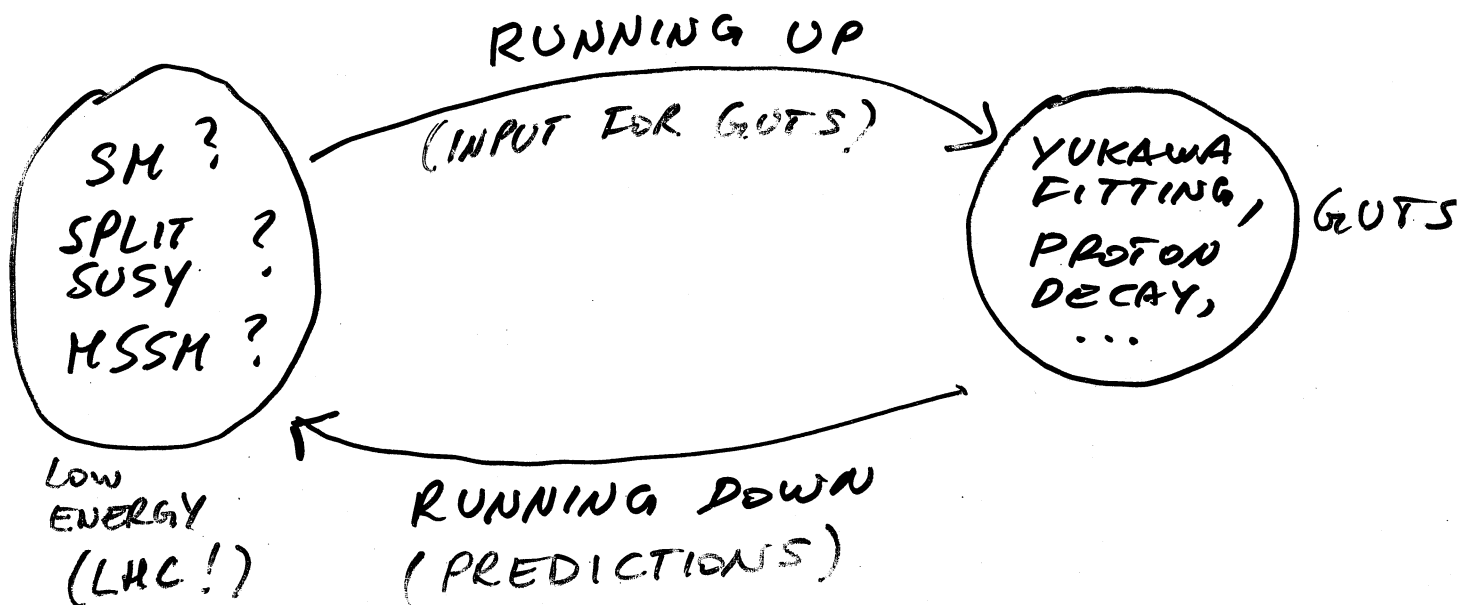 RUNNING UP
(INPUT FOR GUTS)
SM ?
SPLIT ?
SUSY
MSSM ?
YUKAWA
FITTING,
PROTON
DECAY,
...
GUTS
LOW
ENERGY
(LHC!)
RUNNING DOWN
(PREDICTIONS)